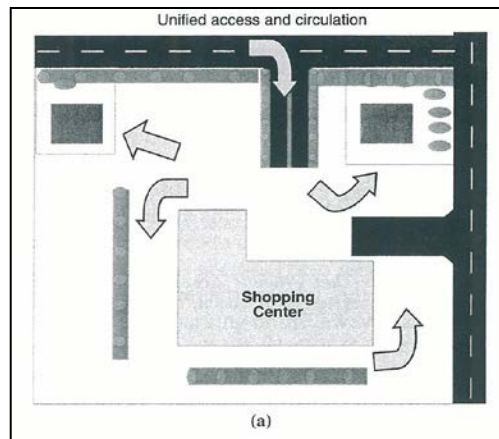 Unified access and circulation
Shopping
Center
(a)